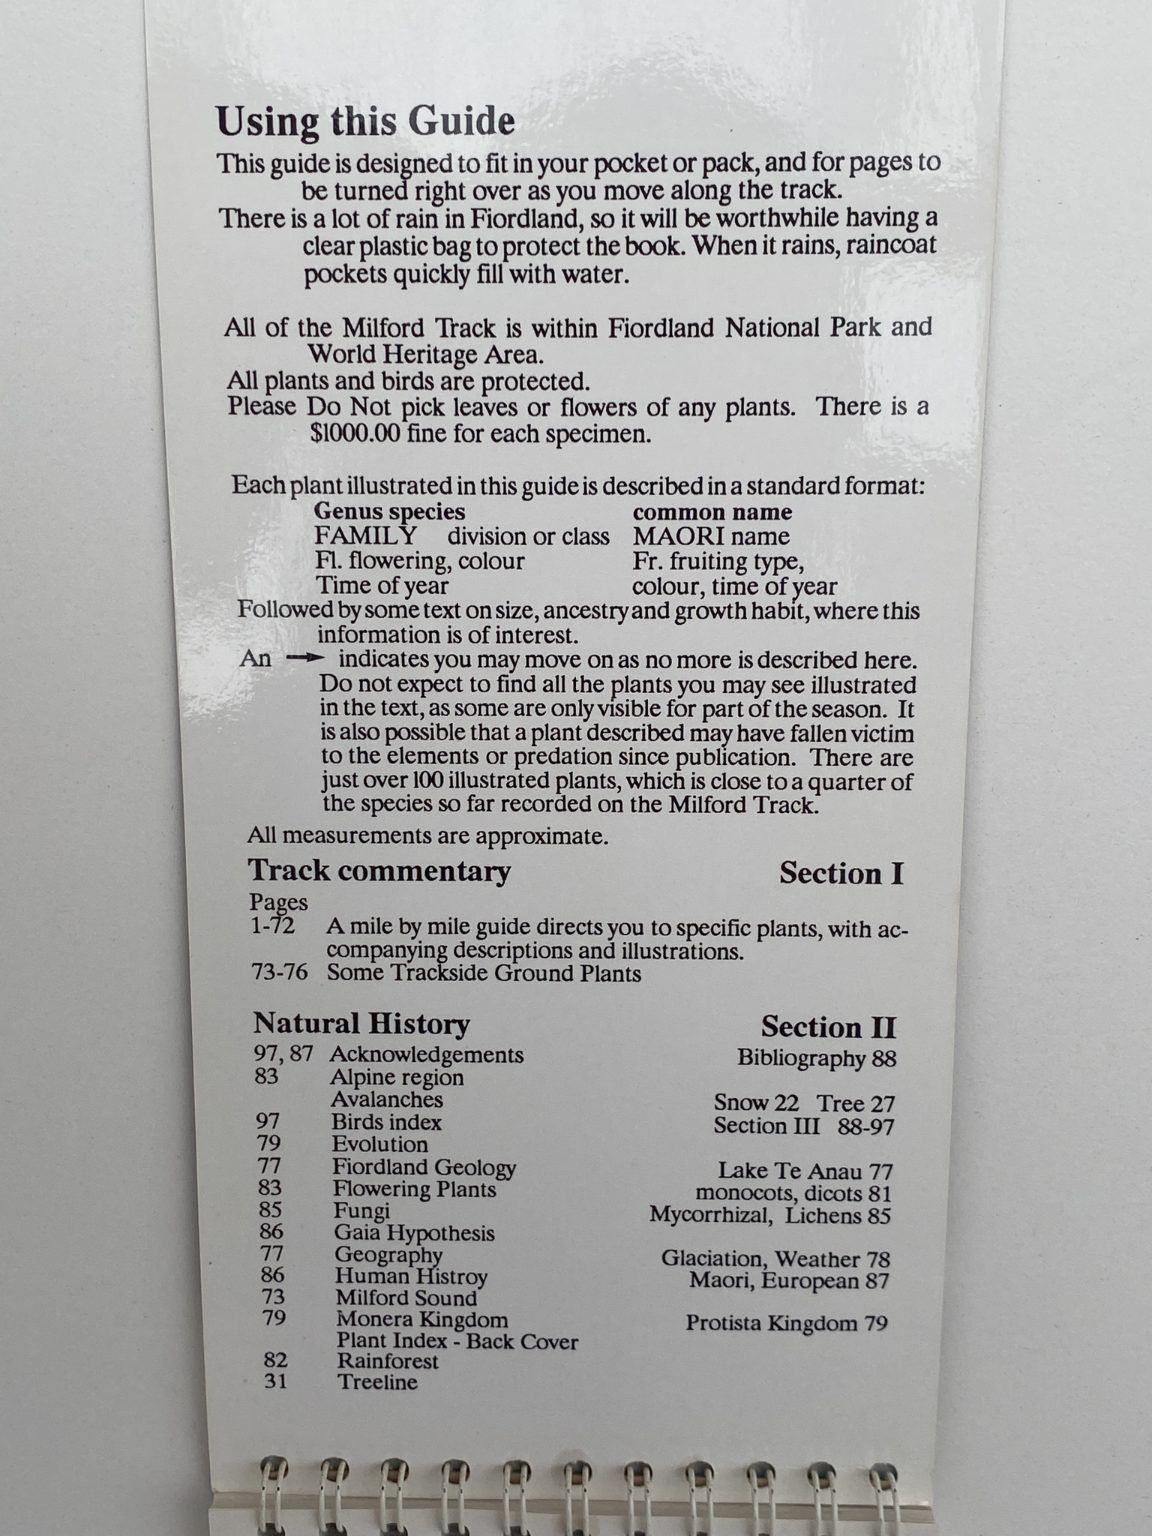 Using this Guide
This guide is designed to fit in your pocket or pack, and for pages to
be turned right over as you move along the track.
There is a lot of rain in Fiordland, so it will be worthwhile having a
clear plastic bag to protect the book. When it rains, raincoat
pockets quickly fill with water.
All of the Milford Track is within Fiordland National Park and
World Heritage Area.
All plants and birds are protected.
Please Do Not pick leaves or flowers of any plants. There is a
$1000.00 fine for each specimen.
Each plant illustrated in this guide is described in a standard format:
Genus species common name
FAMILY division or class MAORI name
Fl. flowering, colour Fr. fruiting type,
Time of year colour, time of year
Followed by some text on size, ancestry and growth habit, where this
information is of interest.
An → indicates you may move on as no more is described here.
Do not expect to find all the plants you may see illustrated
in the text, as some are only visible for part of the season. It
is also possible that a plant described may have fallen victim
to the elements or predation since publication. There are
just over 100 illustrated plants, which is close to a quarter of
the species so far recorded on the Milford Track.
All measurements are approximate.
Track commentary Section I
Pages
1-72 A mile by mile guide directs you to specific plants, with ac-
companying descriptions and illustrations.
73-76 Some Trackside Ground Plants
Natural History Section II
97, 87 Acknowledgements Bibliography 88
83 Alpine region
Avalanches Snow 22 Tree 27
97 Birds index Section III 88-97
79 Evolution
77 Fiordland Geology Lake Te Anau 77
83 Flowering Plants monocots, dicots 81
85 Fungi Mycorrhizal, Lichens 85
86 Gaia Hypothesis
77 Geography Glaciation, Weather 78
86 Human Histroy Maori, European 87
73 Milford Sound
79 Monera Kingdom Protista Kingdom 79
Plant Index - Back Cover
82 Rainforest
31 Treeline